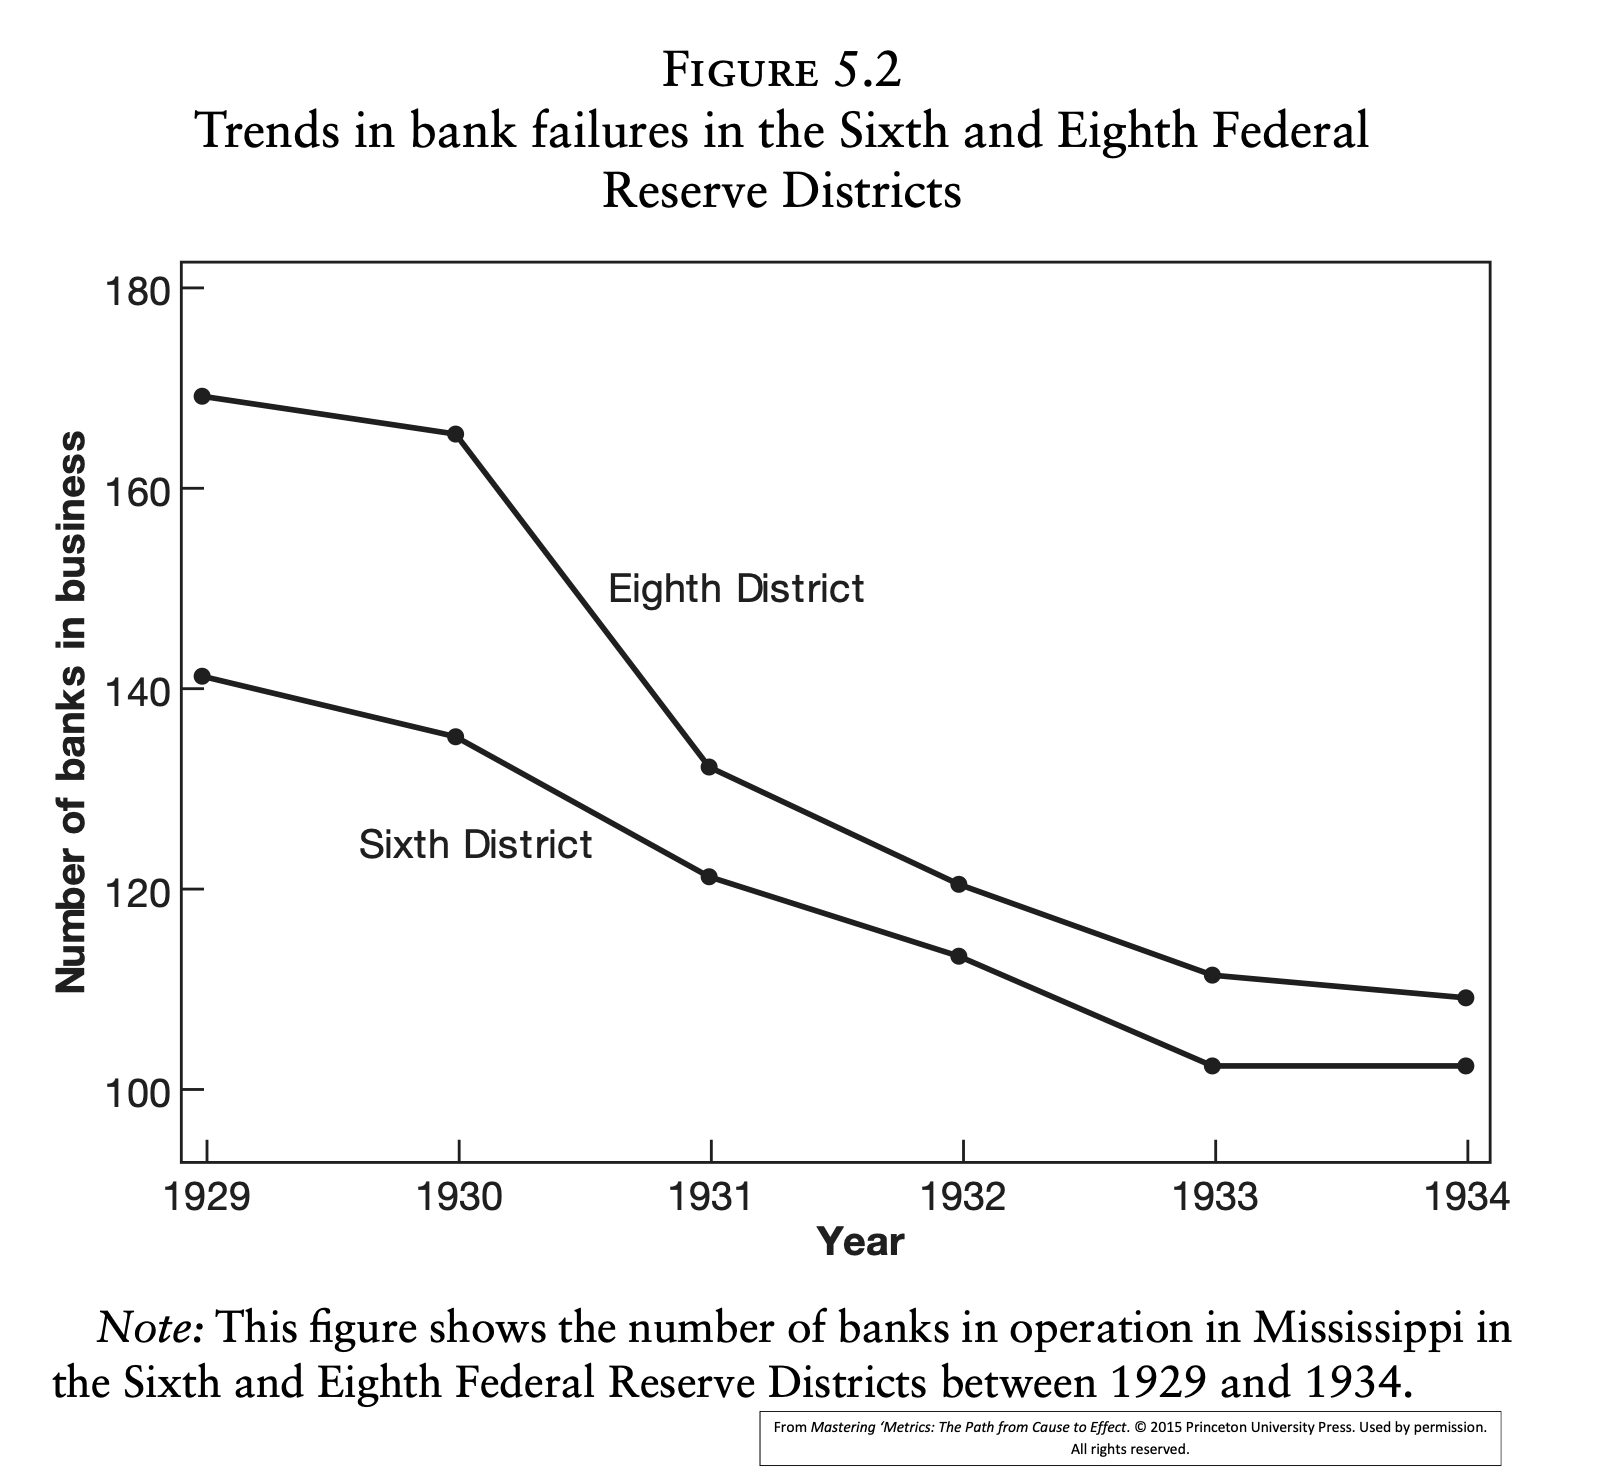 FIGURE 5.2
Trends in bank failures in the Sixth and Eighth Federal
Reserve Districts
180
160
140
120
100
Number of banks in business
Eighth District
Sixth District
1929 1930 1931 1932 1933 1934
Year
Note: This figure shows the number of banks in operation in Mississippi in
the Sixth and Eighth Federal Reserve Districts between 1929 and 1934.
From Mastering ‘Metrics: The Path from Cause to Effect. © 2015 Princeton University Press. Used by permission.
All rights reserved.